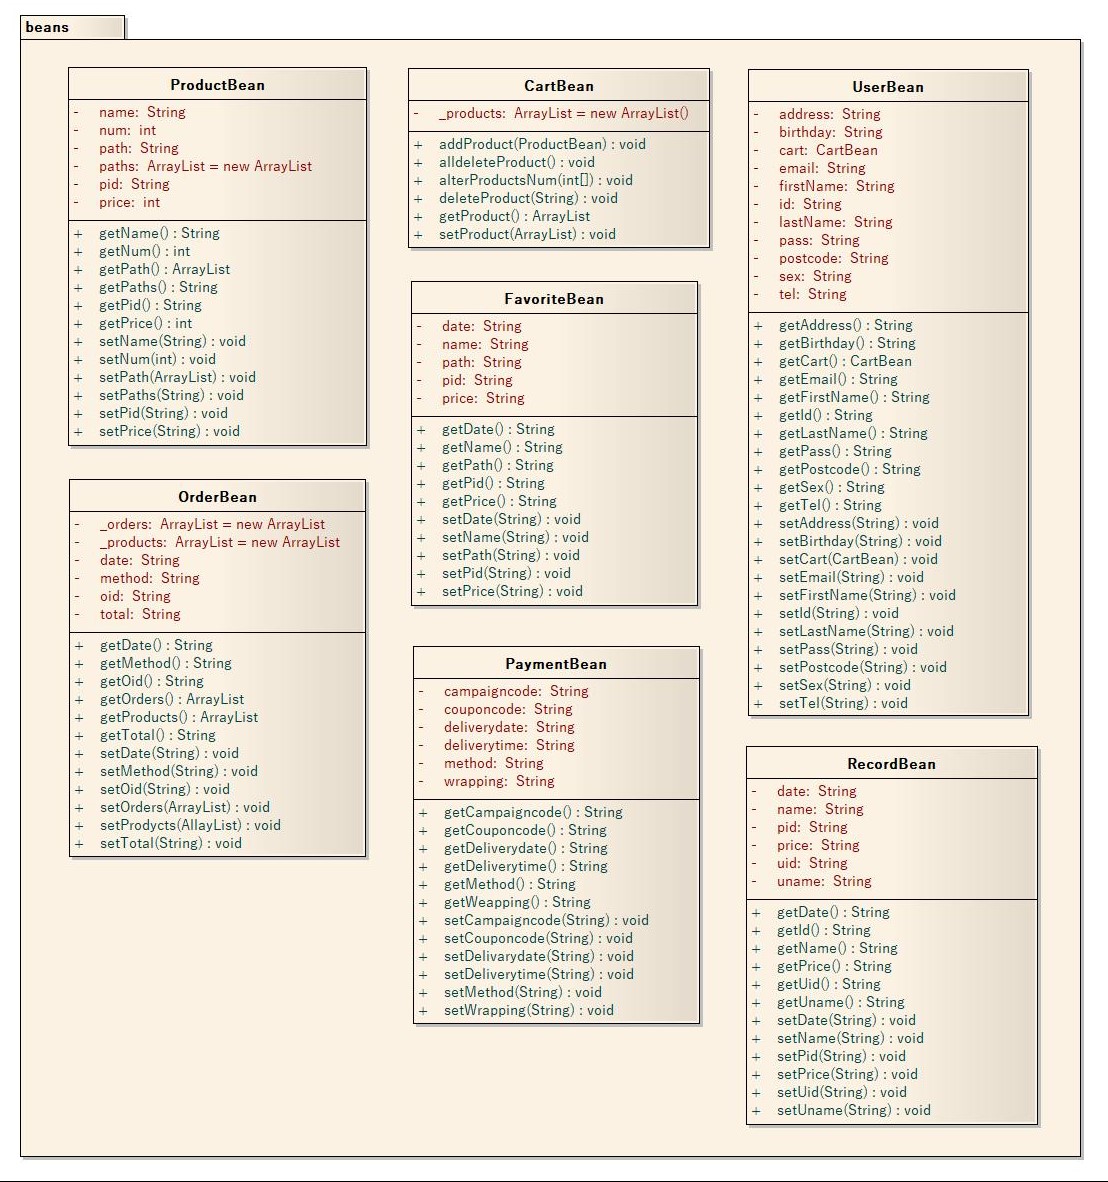 beans
ProductBean
- name: String
- num: int
- path: String
- paths: ArrayList = new ArrayList
- pid: String
- price: int
+ getName() : String
+ getNum() : int
+ getPath() : ArrayList
+ getPaths() : String
+ getPid() : String
+ getPrice() : int
+ setName(String) : void
+ setNum(int) : void
+ setPath(ArrayList) : void
+ setPaths(String) : void
+ setPid(String) : void
+ setPrice(String) : void
OrderBean
- _orders: ArrayList = new ArrayList
- _products: ArrayList = new ArrayList
- date: String
- method: String
- oid: String
- total: String
+ getDate() : String
+ getMethod() : String
+ getOid() : String
+ getOrders() : ArrayList
+ getProducts() : ArrayList
+ getTotal() : String
+ setDate(String) : void
+ setMethod(String) : void
+ setOid(String) : void
+ setOrders(ArrayList) : void
+ setProdycts(AllayList) : void
+ setTotal(String) : void
CartBean
- _products: ArrayList = new ArrayList()
+ addProduct(ProductBean) : void
+ alldeleteProduct() : void
+ alterProductsNum(int[]) : void
+ deleteProduct(String) : void
+ getProduct() : ArrayList
+ setProduct(ArrayList) : void
FavoriteBean
- date: String
- name: String
- path: String
- pid: String
- price: String
+ getDate() : String
+ getName() : String
+ getPath() : String
+ getPid() : String
+ getPrice() : String
+ setDate(String) : void
+ setName(String) : void
+ setPath(String) : void
+ setPid(String) : void
+ setPrice(String) : void
PaymentBean
- campaigncode: String
- couponcode: String
- deliverydate: String
- deliverytime: String
- method: String
- wrapping: String
+ getCampaigncode() : String
+ getCouponcode() : String
+ getDeliverydate() : String
+ getDeliverytime() : String
+ getMethod() : String
+ getWeapping() : String
+ setCampaigncode(String) : void
+ setCouponcode(String) : void
+ setDelivarydate(String) : void
+ setDeliverytime(String) : void
+ setMethod(String) : void
+ setWrapping(String) : void
UserBean
- address: String
- birthday: String
- cart: CartBean
- email: String
- firstName: String
- id: String
- lastName: String
- pass: String
- postcode: String
- sex: String
- tel: String
+ getAddress() : String
+ getBirthday() : String
+ getCart() : CartBean
+ getEmail() : String
+ getFirstName() : String
+ getId() : String
+ getLastName() : String
+ getPass() : String
+ getPostcode() : String
+ getSex() : String
+ getTel() : String
+ setAddress(String) : void
+ setBirthday(String) : void
+ setCart(CartBean) : void
+ setEmail(String) : void
+ setFirstName(String) : void
+ setId(String) : void
+ setLastName(String) : void
+ setPass(String) : void
+ setPostcode(String) : void
+ setSex(String) : void
+ setTel(String) : void
RecordBean
- date: String
- name: String
- pid: String
- price: String
- uid: String
- uname: String
+ getDate() : String
+ getId() : String
+ getName() : String
+ getPrice() : String
+ getUid() : String
+ getUname() : String
+ setDate(String) : void
+ setName(String) : void
+ setPid(String) : void
+ setPrice(String) : void
+ setUid(String) : void
+ setUname(String) : void